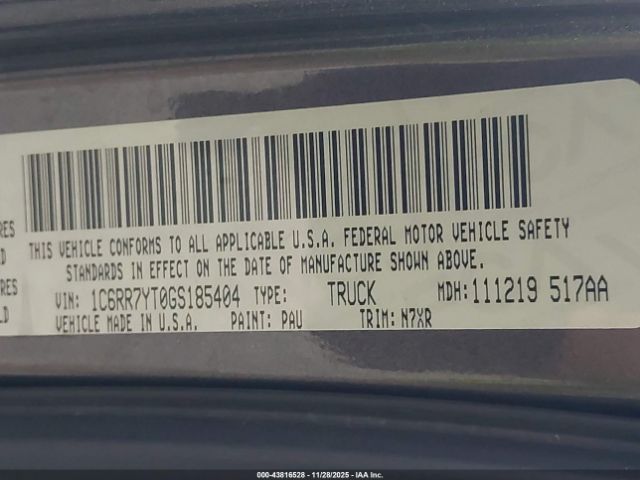 RES
D
THIS VEHICLE CONFORMS TO ALL APPLICABLE U.S.A. FEDERAL MOTOR VEHICLE SAFETY
STANDARDS IN EFFECT ON THE DATE OF MANUFACTURE SHOWN ABOVE.
RES
LD
VIN: 1C6RR7YT0GS185404 TYPE: TRUCK MDH: 111219 517AA
VEHICLE MADE IN U.S.A. PAINT: PAU TRIM: N7XR
000-43816528 - 11/28/2025 - IAA Inc.